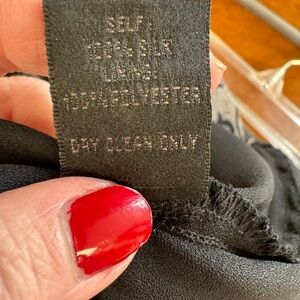 SELF:
100% SILK
LINING:
100% POLYESTER
DRY CLEAN ONLY